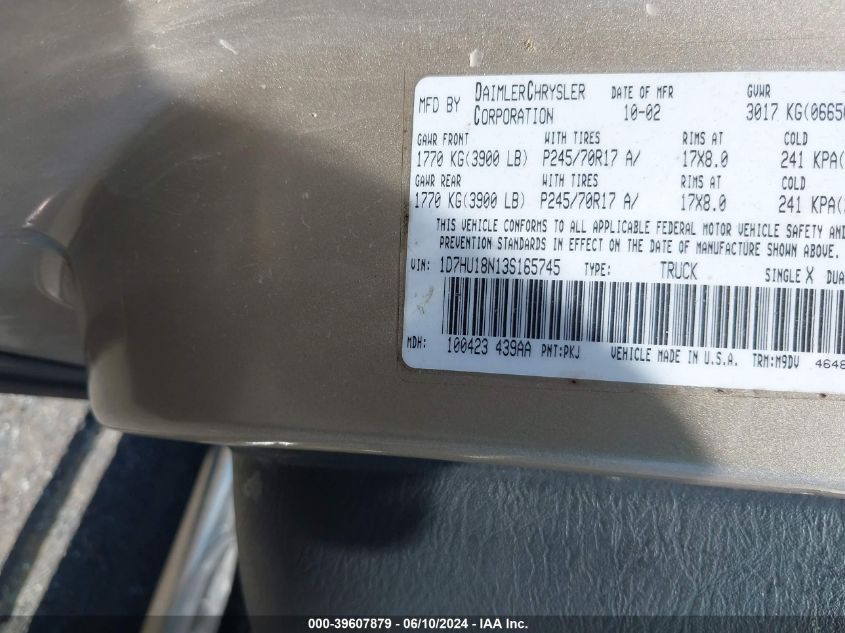 MFD BY DAIMLERCHRYSLER CORPORATION DATE OF MFR 10-02 GVWR 3017 KG(0665
GAWR FRONT WITH TIRES RIMS AT COLD
1770 KG(3900 LB) P245/70R17 A/ 17X8.0 241 KPA(
GAWR REAR WITH TIRES RIMS AT COLD
1770 KG(3900 LB) P245/70R17 A/ 17X8.0 241 KPA(
THIS VEHICLE CONFORMS TO ALL APPLICABLE FEDERAL MOTOR VEHICLE SAFETY AND
PREVENTION STANDARDS IN EFFECT ON THE DATE OF MANUFACTURE SHOWN ABOVE.
VIN: 1D7HU18N13S165745 TYPE: TRUCK SINGLE X DUA
MDH: 100423 439AA PNT:PKJ VEHICLE MADE IN U.S.A. TRM:M9DV 4648
000-39607879 - 06/10/2024 - IAA Inc.